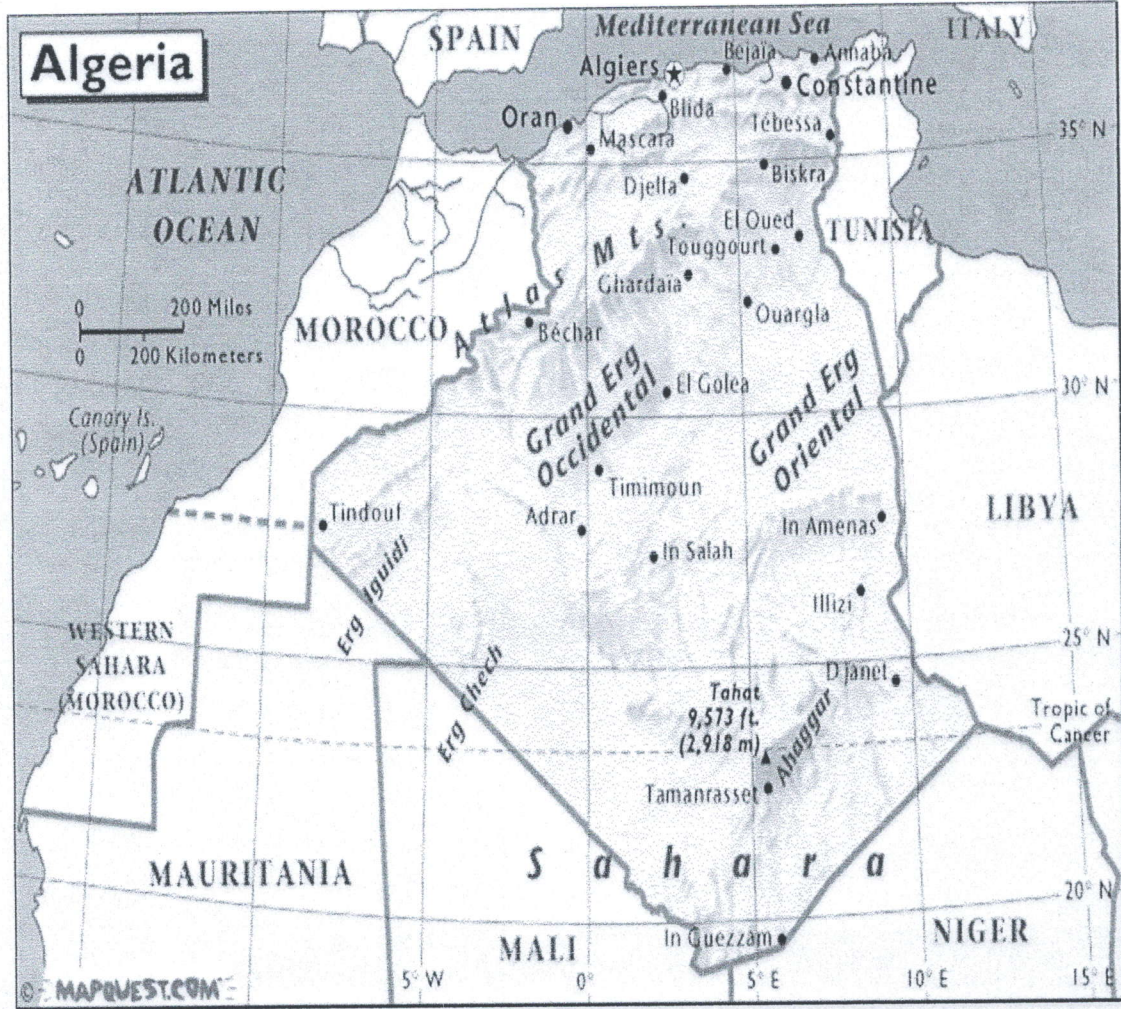 Algeria
SPAIN
Mediterranean Sea
ITALY
Algiers
Bejaïa
Annaba
Constantine
Blida
Oran
Mascara
Tébessa
35° N
ATLANTIC
OCEAN
Djelfa
Biskra
El Oued
TUNISIA
Touggourt
Atlas Mts.
Ghardaïa
0 200 Miles
0 200 Kilometers
MOROCCO
Béchar
Ouargla
Grand Erg
Occidental
El Golea
Grand Erg
Oriental
30° N
Canary Is.
(Spain)
Timimoun
LIBYA
Tindouf
Adrar
In Amenas
In Salah
Erg Iguidi
Illizi
WESTERN
SAHARA
(MOROCCO)
25° N
Erg Chech
Djanet
Tahat
9,573 ft.
(2,918 m)
Ahaggar
Tropic of
Cancer
Tamanrasset
Sahara
MAURITANIA
20° N
MALI
In Guezzam
NIGER
5° W
0°
5° E
10° E
15° E
© MAPQUEST.COM